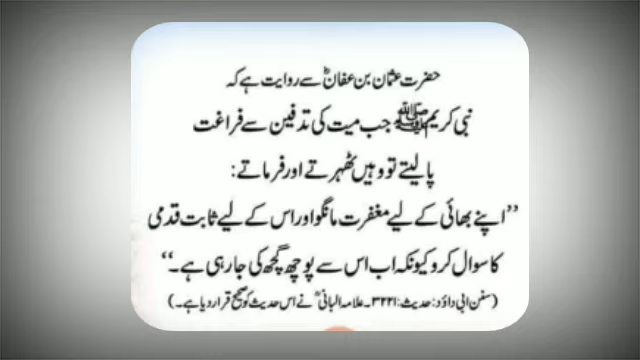 حضرت عثمان بن عفانؓ سے روایت ہے کہ
نبی کریم ﷺ جب میت کی تدفین سے فراغت
پا لیتے تو وہیں ٹھہرتے اور فرماتے:
”اپنے بھائی کے لیے مغفرت مانگو اور اس کے لیے ثابت قدمی
کا سوال کرو کیونکہ اب اس سے پوچھ گچھ کی جا رہی ہے۔“
(سنن ابی داؤد: حدیث: ۳۲۲۱۔ علامہ البانیؒ نے اس حدیث کو صحیح قرار دیا ہے۔)